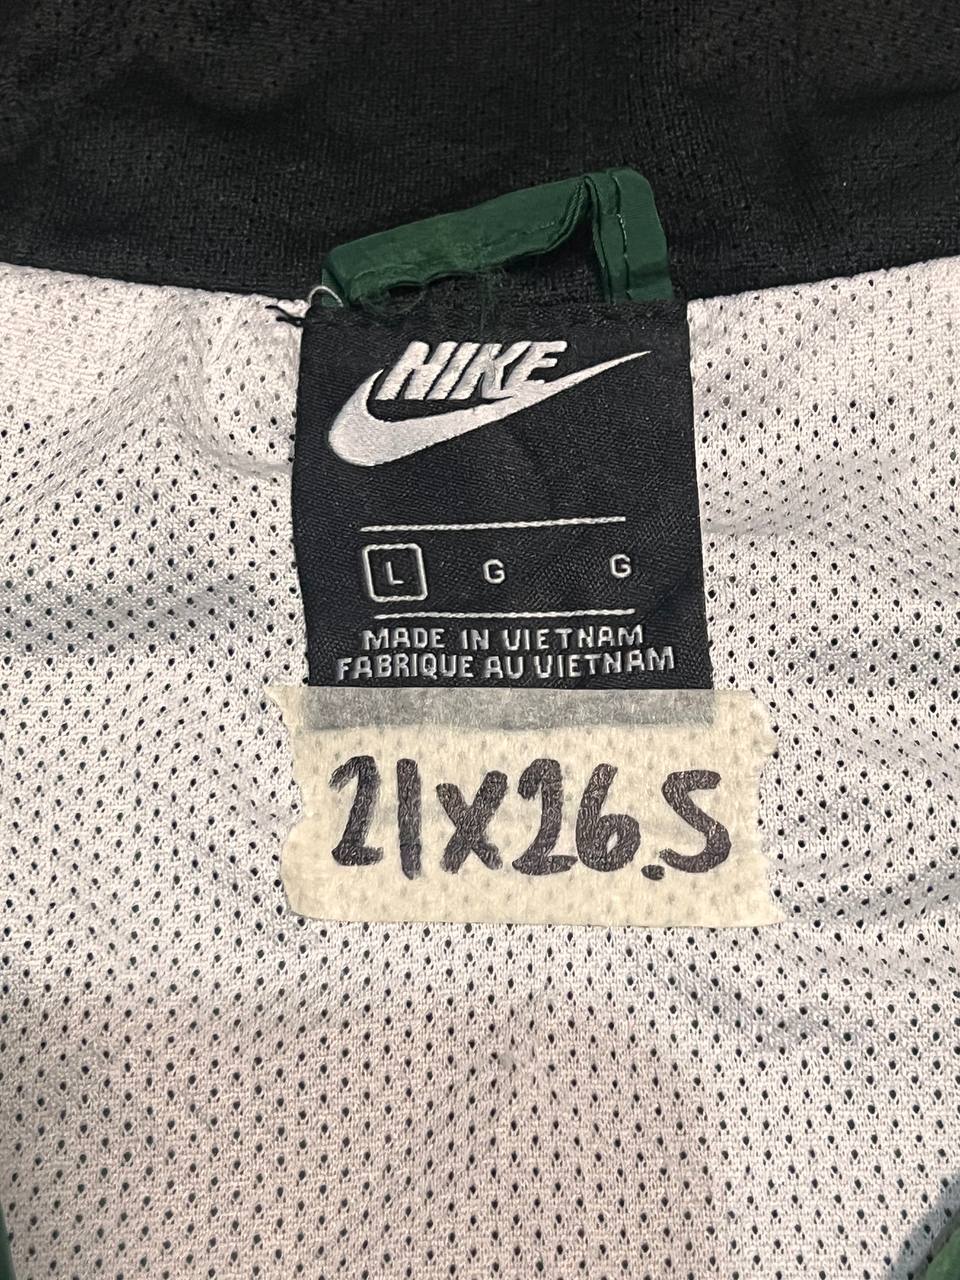 NIKE
L G G
MADE IN VIETNAM
FABRIQUE AU VIETNAM
21X26.5